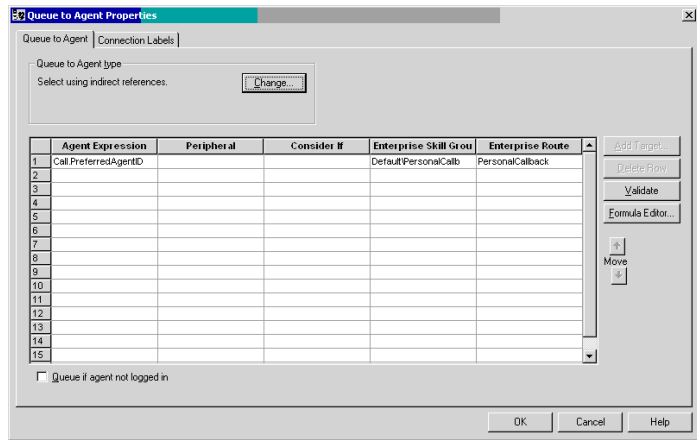 Queue to Agent Properties
Queue to Agent
Connection Labels
Queue to Agent type
Select using indirect references.
Change...
Agent Expression Peripheral Consider If Enterprise Skill Grou Enterprise Route
1 Call.PreferredAgentID Default\PersonalCallb PersonalCallback
2
3
4
5
6
7
8
9
10
11
12
13
14
15
Add Target...
Delete Row
Validate
Formula Editor...
Move
Queue if agent not logged in
OK Cancel Help